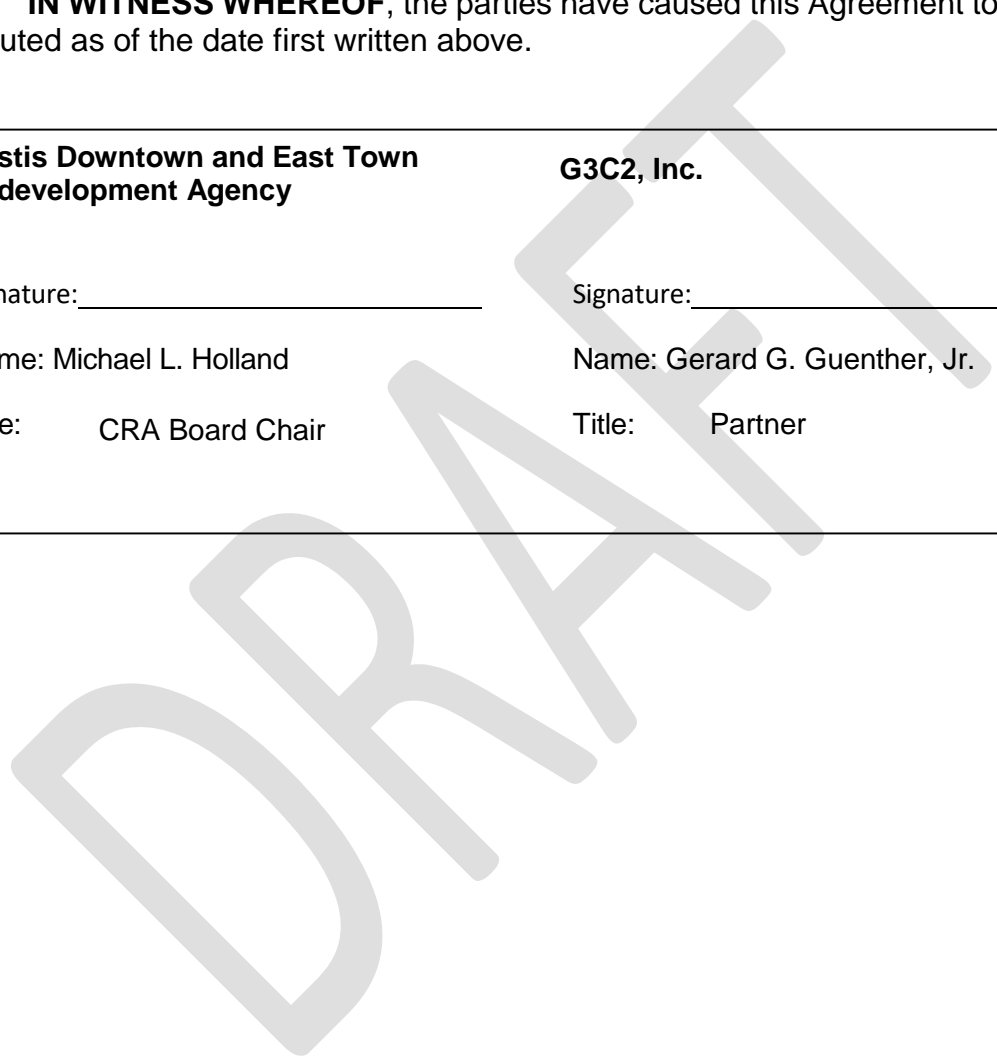 IN WITNESS WHEREOF, the parties have caused this Agreement to
uted as of the date first written above.
stis Downtown and East Town
development Agency
G3C2, Inc.
nature:
Signature:
me: Michael L. Holland
Name: Gerard G. Guenther, Jr.
e: CRA Board Chair
Title: Partner
DRAFT